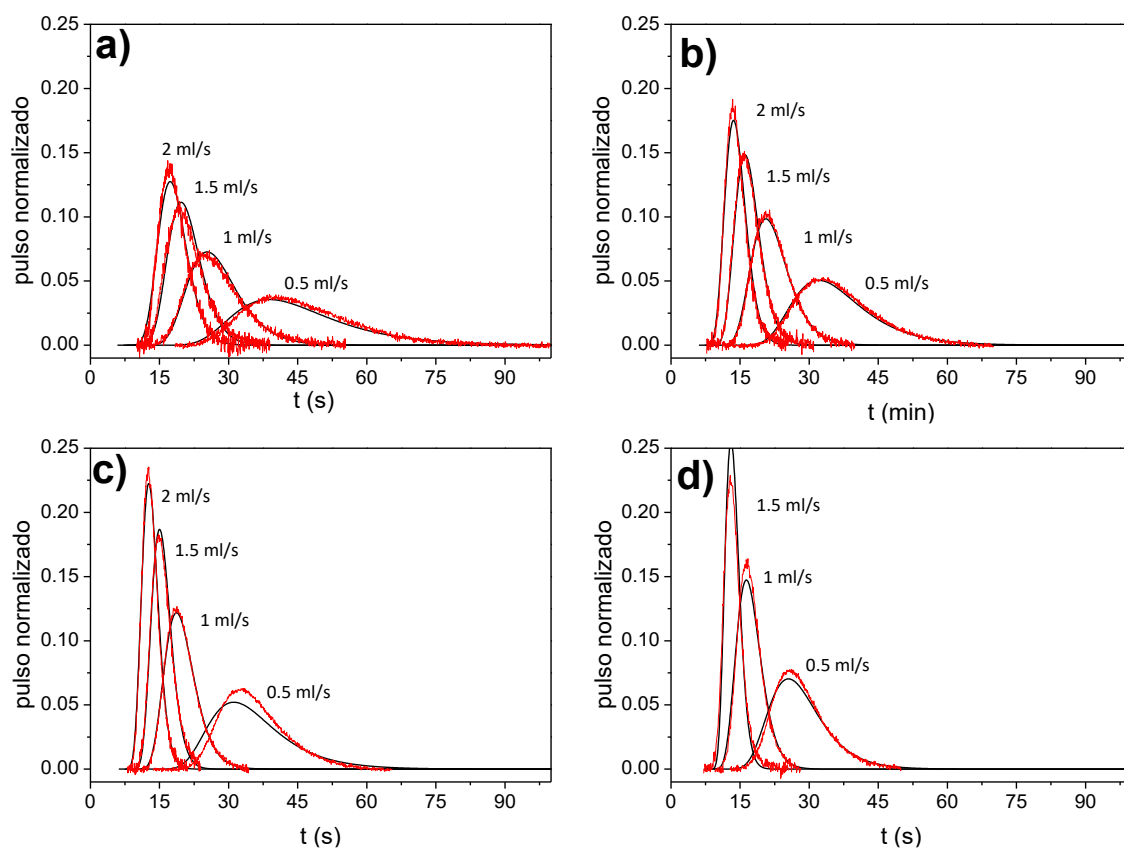 a)
0.25
0.20
0.15
0.10
0.05
0.00
pulso normalizado
2 ml/s
1.5 ml/s
1 ml/s
0.5 ml/s
0 15 30 45 60 75 90
t (s)
b)
0.25
0.20
0.15
0.10
0.05
0.00
pulso normalizado
2 ml/s
1.5 ml/s
1 ml/s
0.5 ml/s
0 15 30 45 60 75 90
t (min)
c)
0.25
0.20
0.15
0.10
0.05
0.00
pulso normalizado
2 ml/s
1.5 ml/s
1 ml/s
0.5 ml/s
0 15 30 45 60 75 90
t (s)
d)
0.25
0.20
0.15
0.10
0.05
0.00
pulso normalizado
1.5 ml/s
1 ml/s
0.5 ml/s
0 15 30 45 60 75 90
t (s)